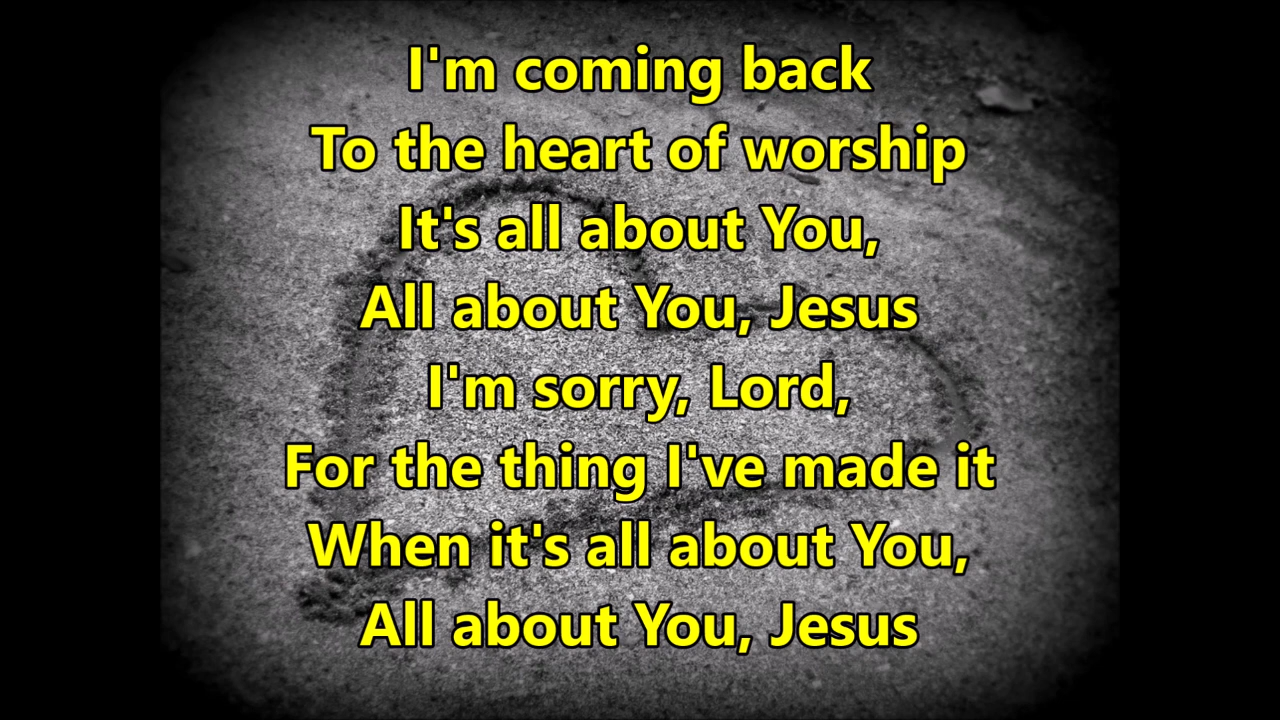 I'm coming back
To the heart of worship
It's all about You,
All about You, Jesus
I'm sorry, Lord,
For the thing I've made it
When it's all about You,
All about You, Jesus